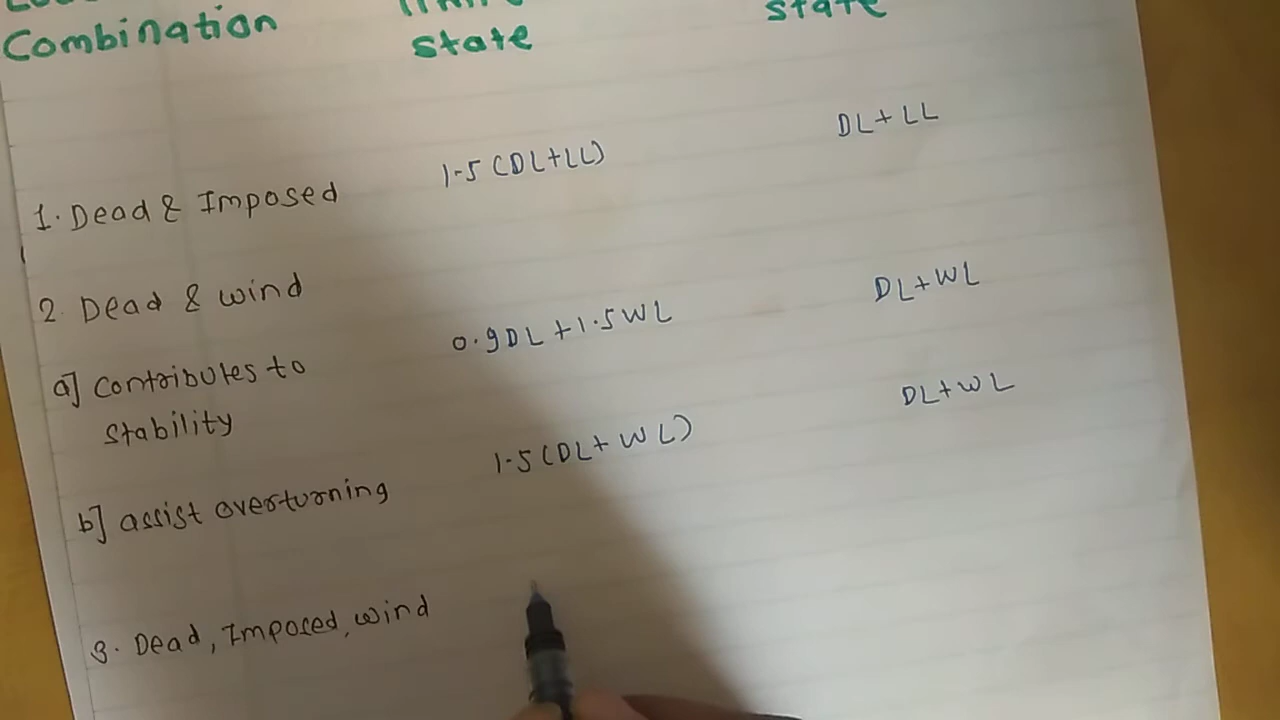 Combination
state
state
1. Dead & Imposed
1.5 (DL+LL)
DL+LL
2. Dead & wind
a] Contributes to
stability
0.9DL+1.5WL
DL+WL
b] assist overturning
1.5(DL+WL)
DL+WL
3. Dead, Imposed, wind